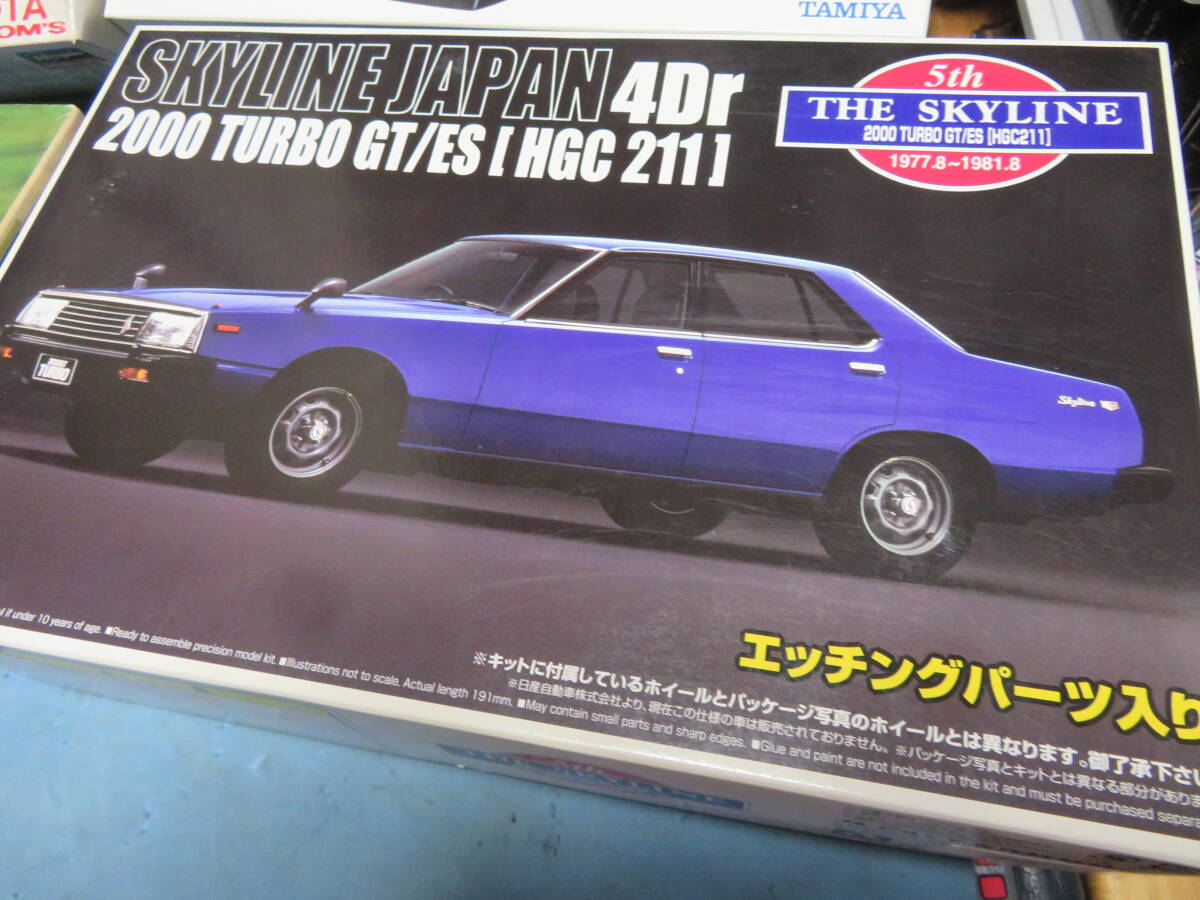 TA
OM'S
TAMIYA
SKYLINE JAPAN 4Dr
2000 TURBO GT/ES [ HGC 211 ]
5th
THE SKYLINE
2000 TURBO GT/ES [HGC211]
1977.8~1981.8
TURBO
Skyline
エッチングパーツ入り
※キットに付属しているホイールとパッケージ写真のホイールとは異なります。御了承下さい
※日産自動車株式会社より、現在この仕様の車は販売されておりません。※パッケージ写真とキットとは異なる部分がありま
if under 10 years of age. ■Ready to assemble precision model kit. ■Illustrations not to scale. Actual length 191mm. ■May contain small parts and sharp edges. ■Glue and paint are not included in the kit and must be purchased separa